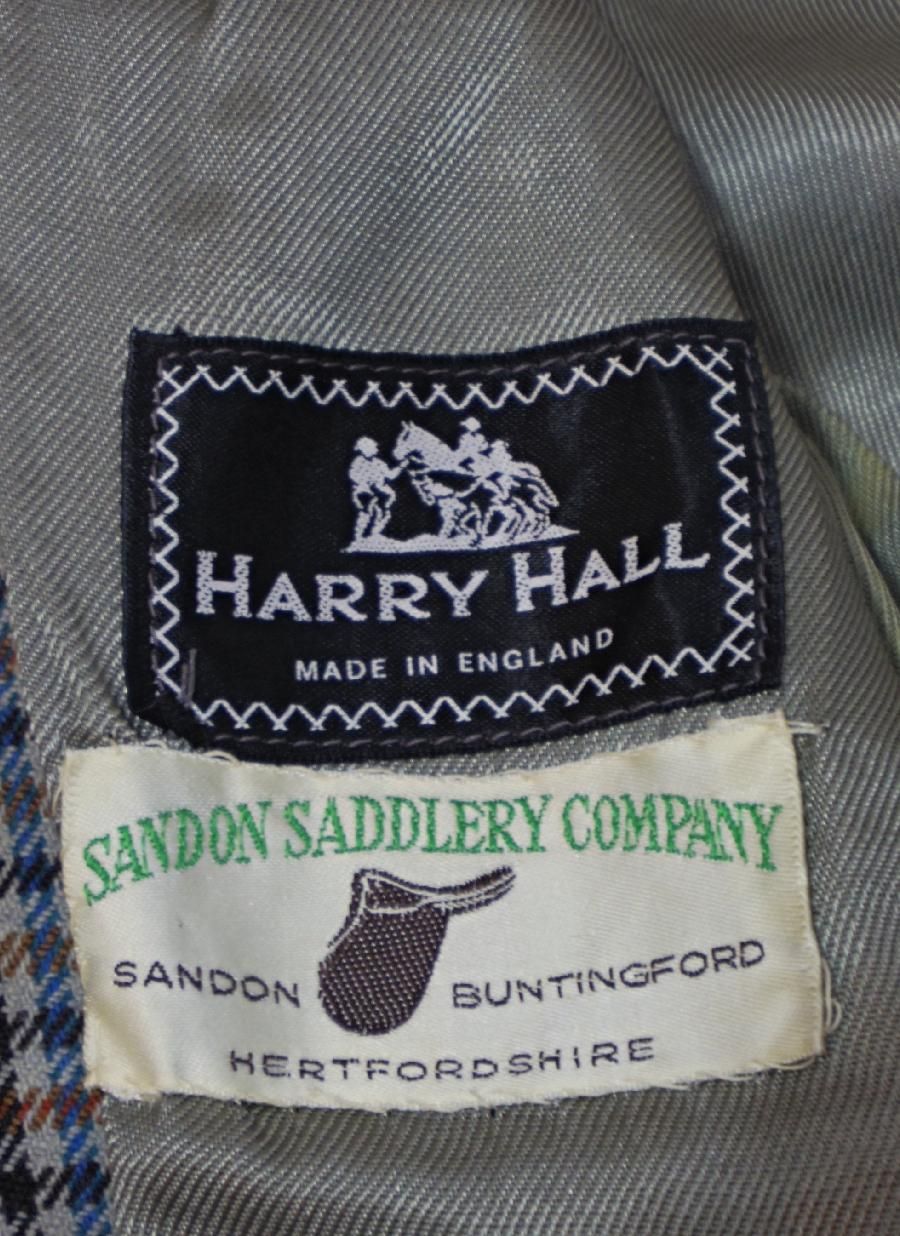 HARRY HALL
MADE IN ENGLAND
SANDON SADDLERY COMPANY
SANDON BUNTINGFORD
HERTFORDSHIRE